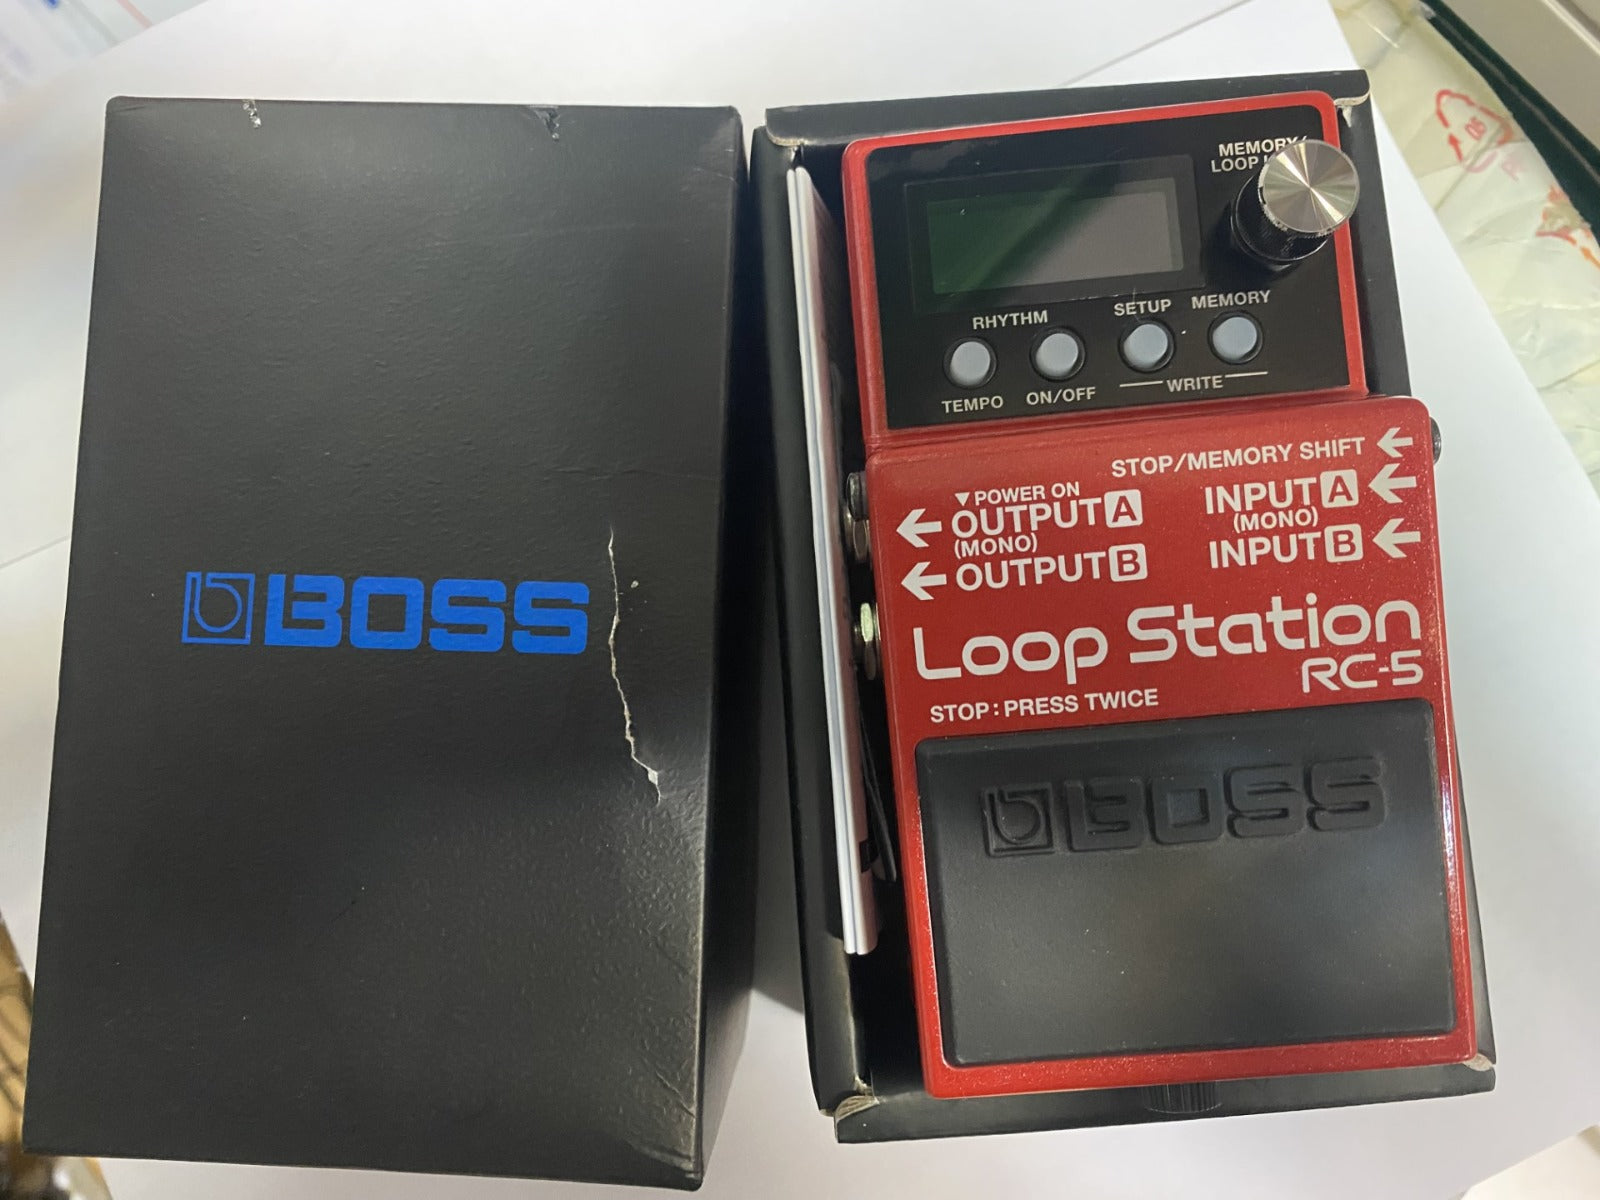 BOSS
MEMORY/
LOOP
RHYTHM
SETUP
MEMORY
TEMPO
ON/OFF
WRITE
STOP/MEMORY SHIFT
▼POWER ON
OUTPUT A
(MONO)
OUTPUT B
INPUT A
(MONO)
INPUT B
Loop Station
RC-5
STOP:PRESS TWICE
BOSS
05